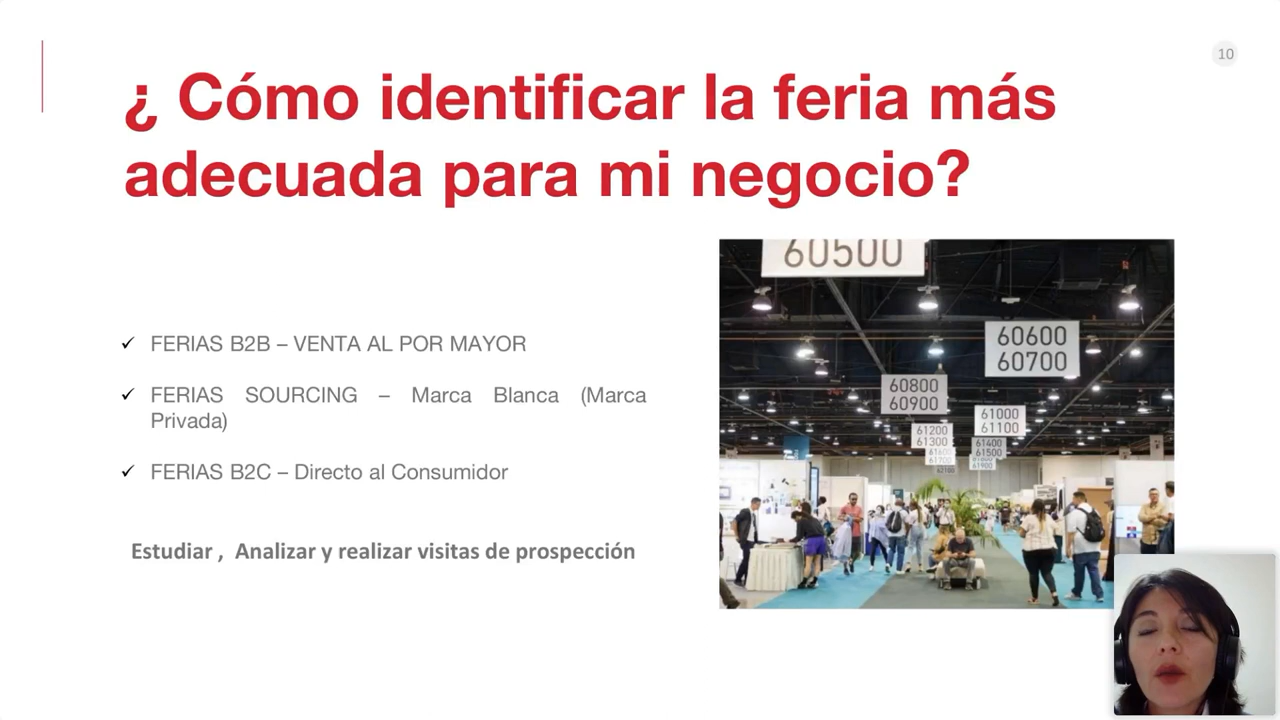 10
¿ Cómo identificar la feria más
adecuada para mi negocio?
✓ FERIAS B2B – VENTA AL POR MAYOR
✓ FERIAS SOURCING – Marca Blanca (Marca
Privada)
✓ FERIAS B2C – Directo al Consumidor
Estudiar , Analizar y realizar visitas de prospección
60500
60600
60700
60800
60900
61000
61100
61200
61300
61400
61500